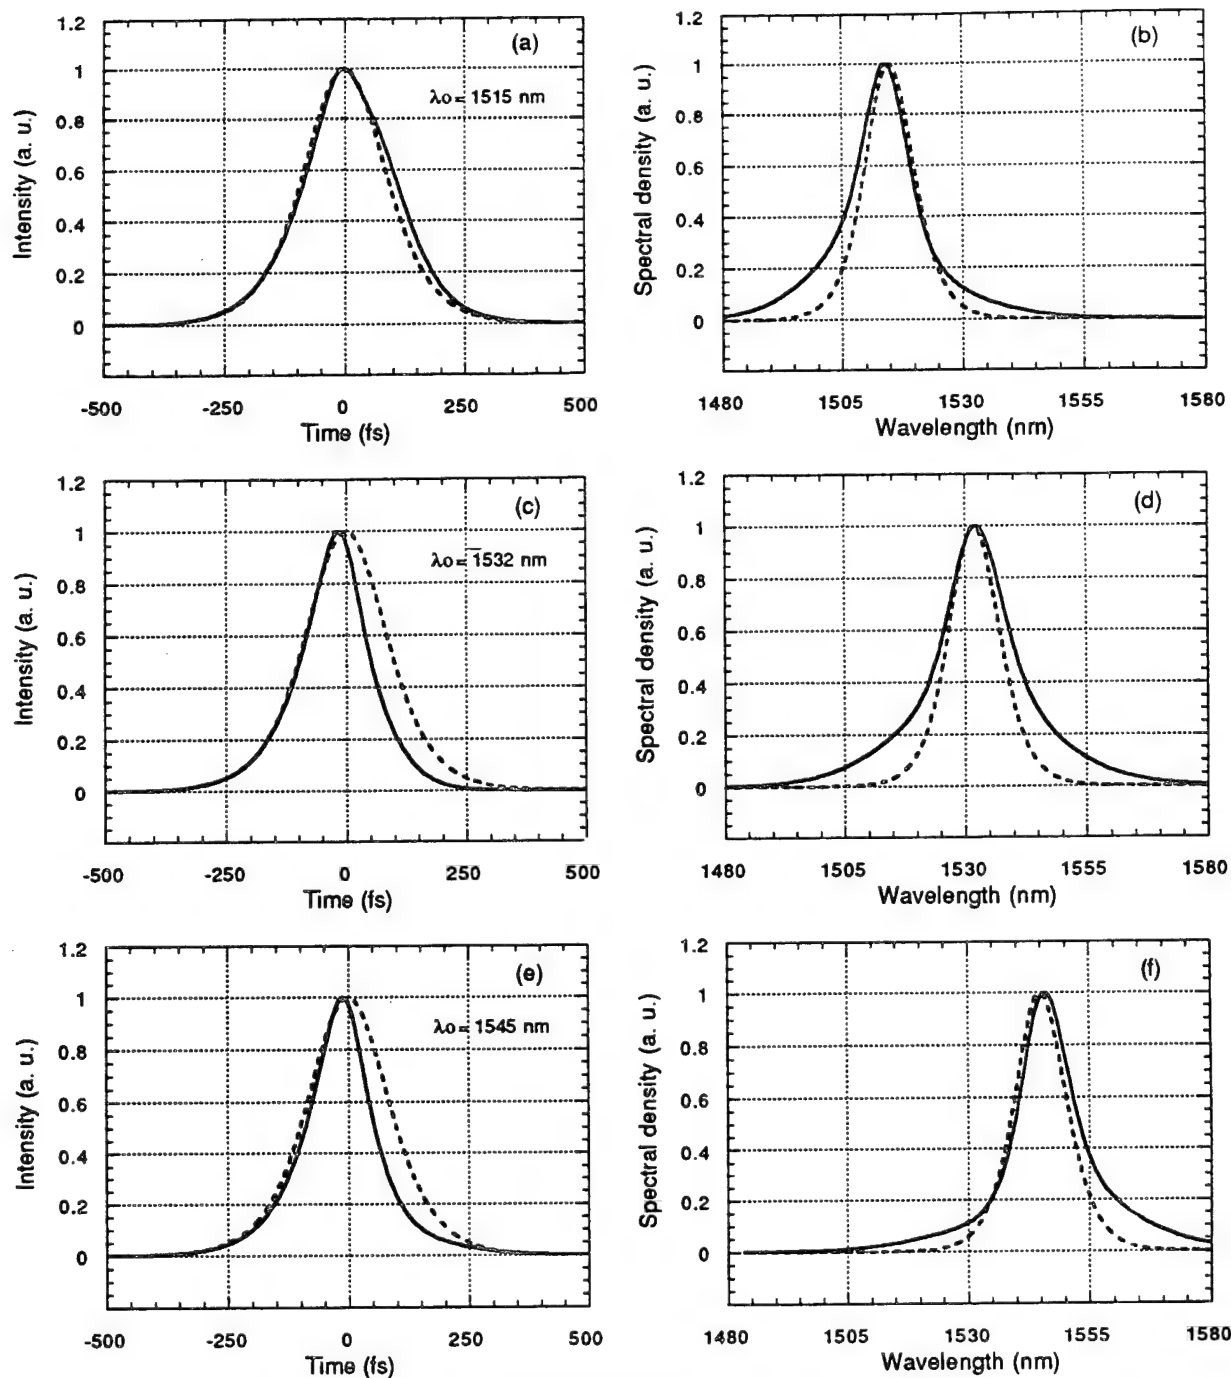 (a)
λo = 1515 nm
Intensity (a. u.)
1.2
1
0.8
0.6
0.4
0.2
0
-500 -250 0 250 500
Time (fs)
(b)
Spectral density (a. u.)
1.2
1
0.8
0.6
0.4
0.2
0
1480 1505 1530 1555 1580
Wavelength (nm)
(c)
λo = 1532 nm
Intensity (a. u.)
1.2
1
0.8
0.6
0.4
0.2
0
-500 -250 0 250 500
Time (fs)
(d)
Spectral density (a. u.)
1.2
1
0.8
0.6
0.4
0.2
0
1480 1505 1530 1555 1580
Wavelength (nm)
(e)
λo = 1545 nm
Intensity (a. u.)
1.2
1
0.8
0.6
0.4
0.2
0
-500 -250 0 250 500
Time (fs)
(f)
Spectral density (a. u.)
1.2
1
0.8
0.6
0.4
0.2
0
1480 1505 1530 1555 1580
Wavelength (nm)